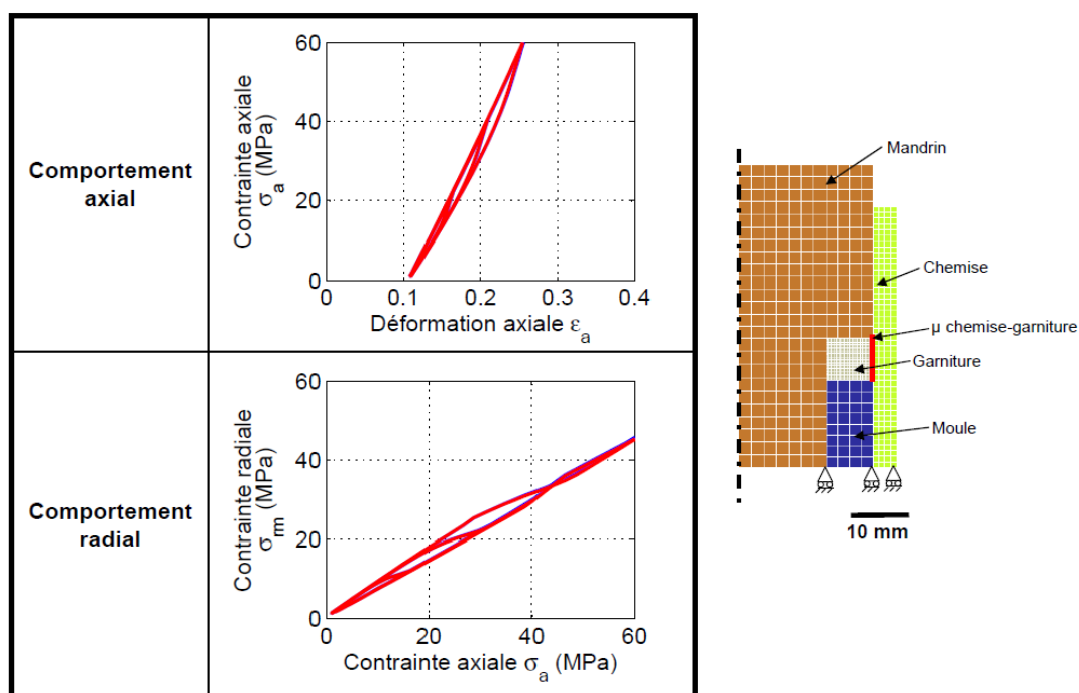 Comportement
axial
Contrainte axiale
σa (MPa)
60
40
20
0
0 0.1 0.2 0.3 0.4
Déformation axiale εa
Comportement
radial
Contrainte radiale
σrm (MPa)
60
40
20
0
0 20 40 60
Contrainte axiale σa (MPa)
Mandrin
Chemise
μ chemise-garniture
Garniture
Moule
10 mm